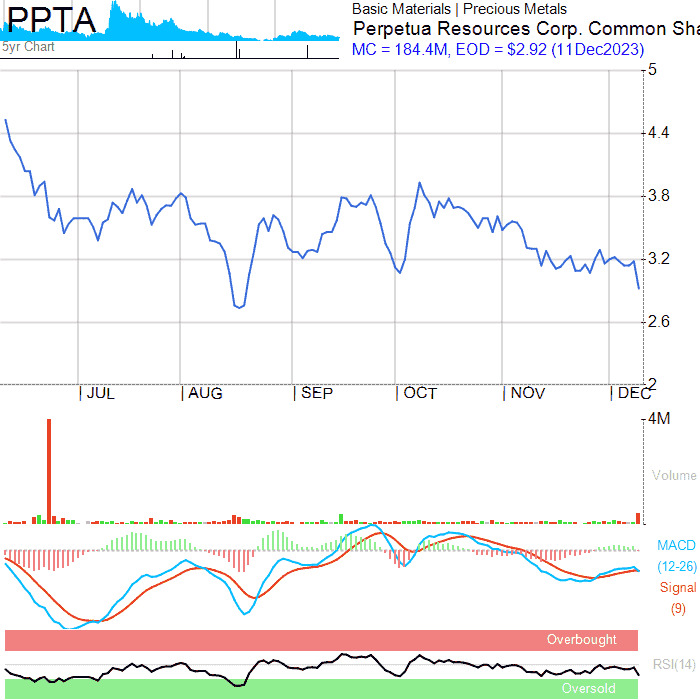 PPTA
5yr Chart
Basic Materials | Precious Metals
Perpetua Resources Corp. Common Sha
MC = 184.4M, EOD = $2.92 (11Dec2023)
5
4.4
3.8
3.2
2.6
2
| JUL | AUG | SEP | OCT | NOV | DEC
4M
Volume
MACD
(12-26)
Signal
(9)
Overbought
RSI(14)
Oversold